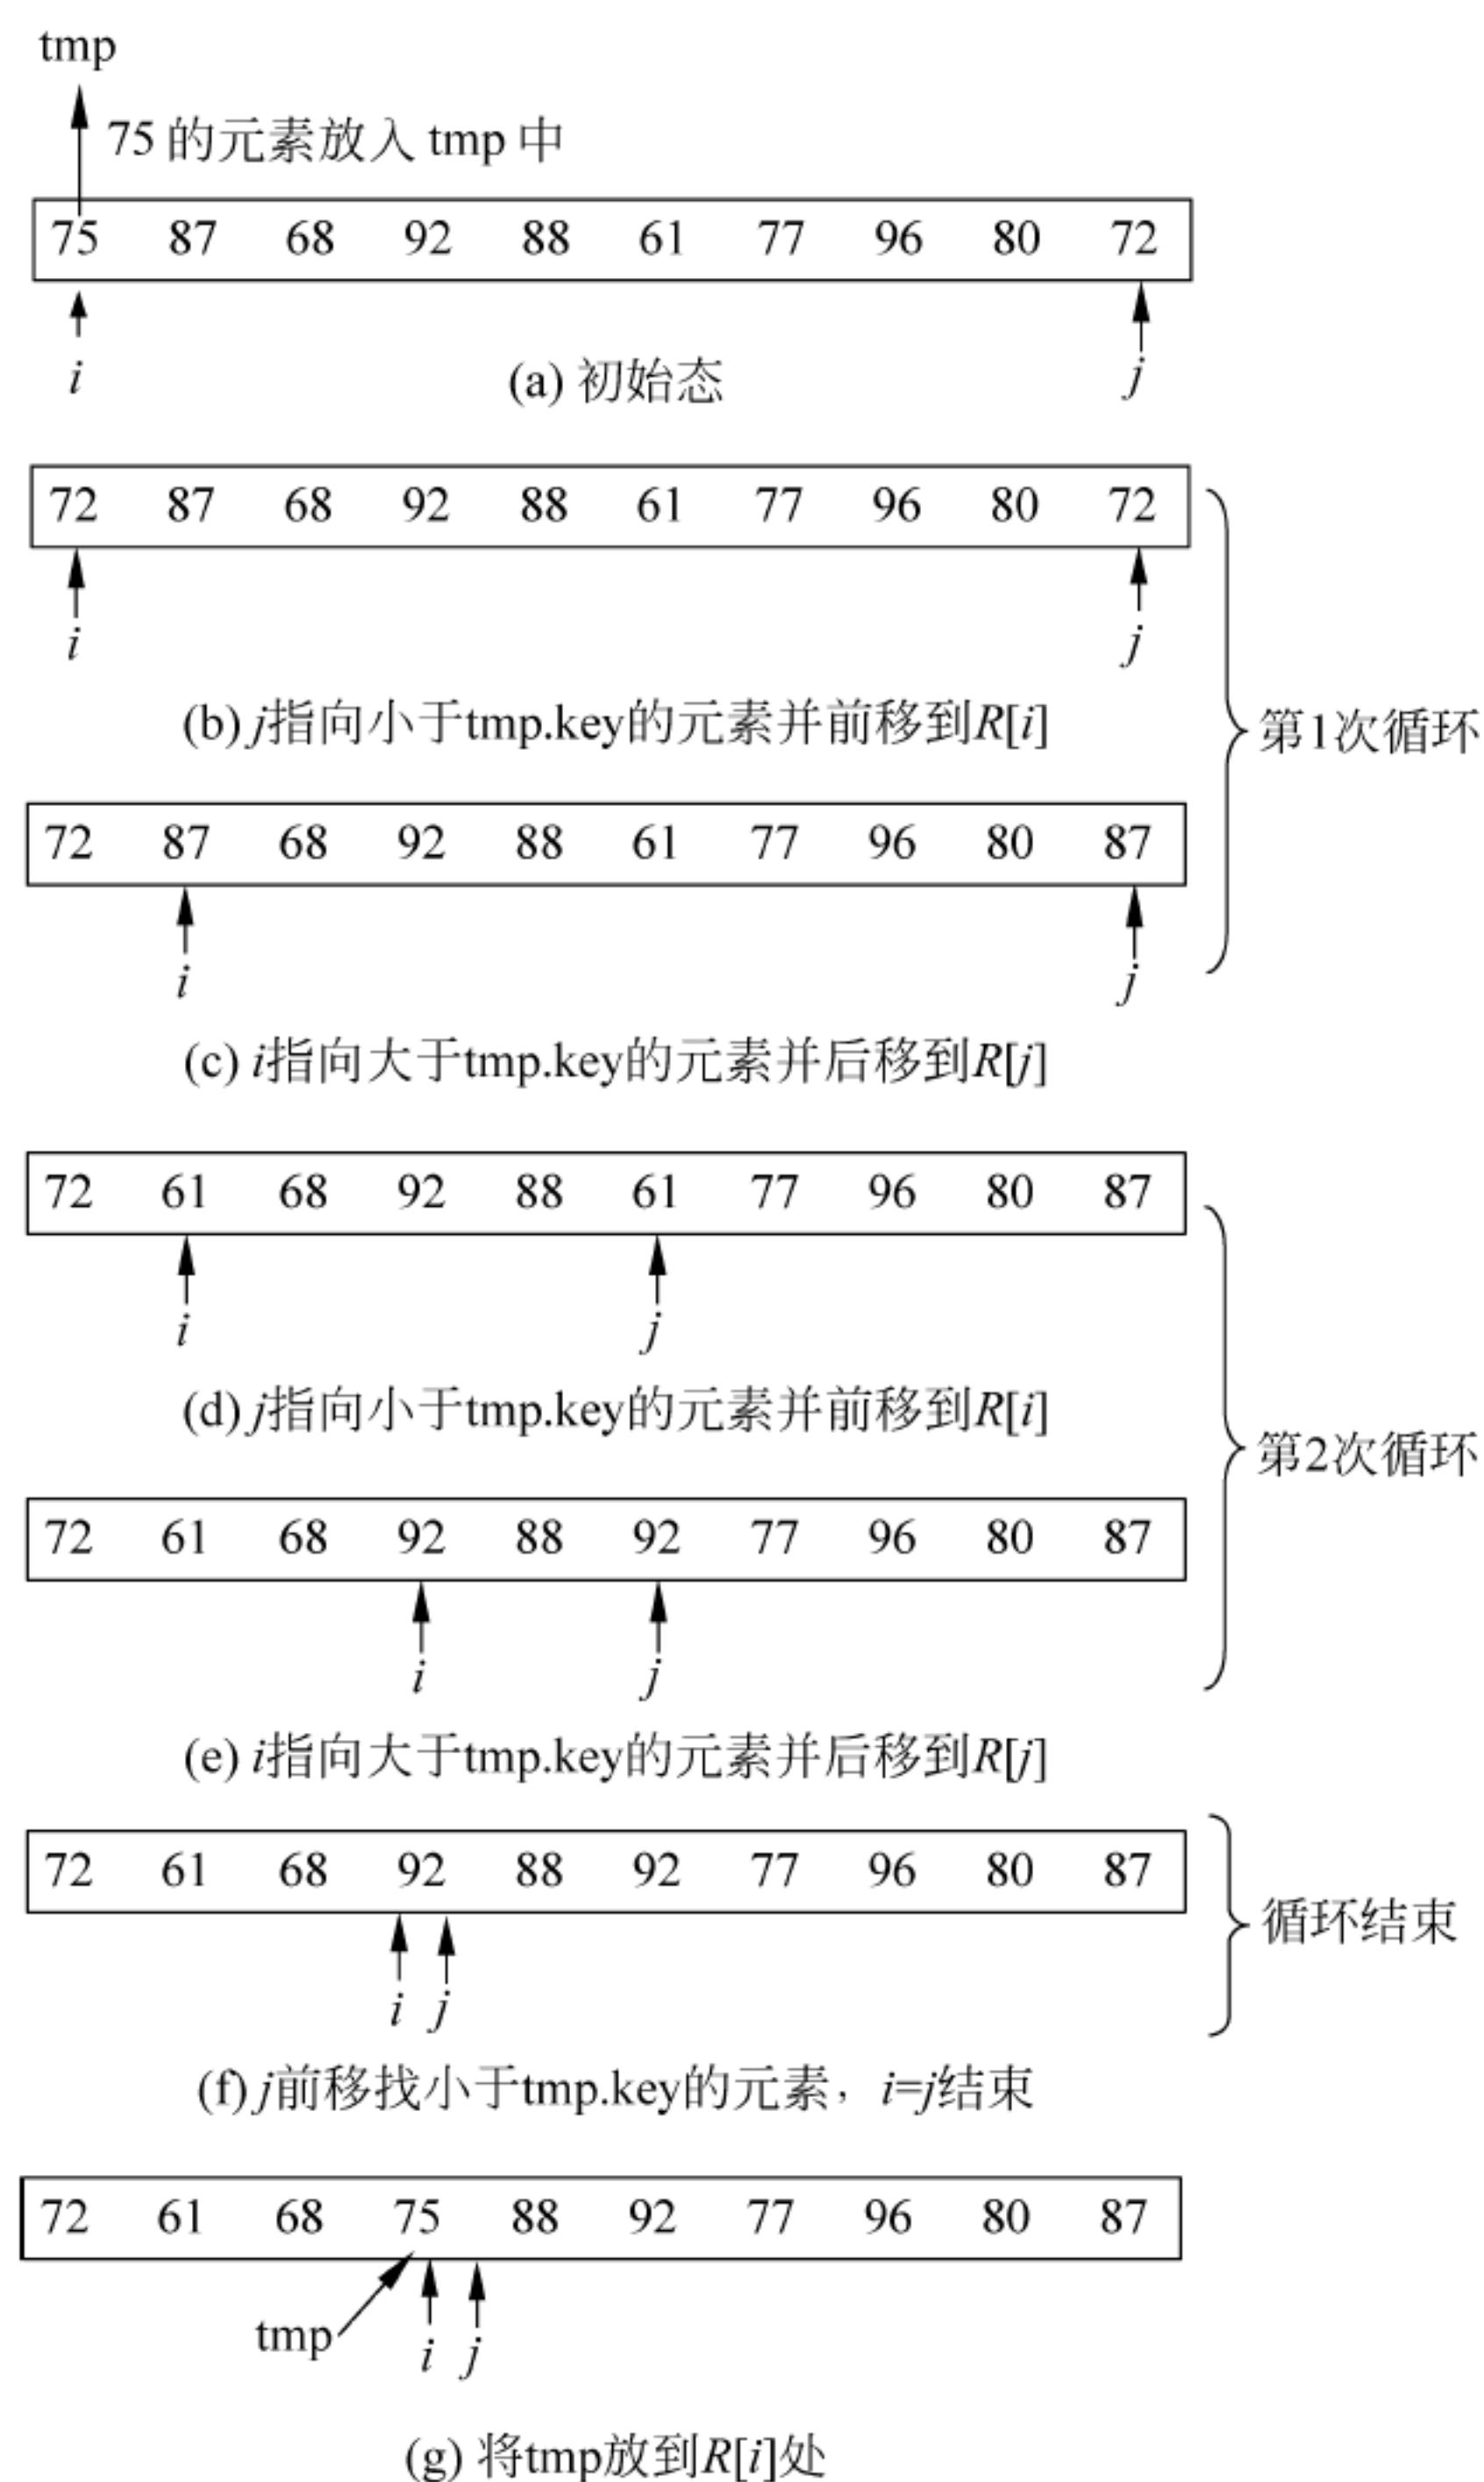 tmp
75 的元素放入 tmp 中
75 87 68 92 88 61 77 96 80 72
i j
(a) 初始态
72 87 68 92 88 61 77 96 80 72
i j
(b) j指向小于tmp.key的元素并前移到R[i]
第1次循环
72 87 68 92 88 61 77 96 80 87
i j
(c) i指向大于tmp.key的元素并后移到R[j]
72 61 68 92 88 61 77 96 80 87
i j
(d) j指向小于tmp.key的元素并前移到R[i]
第2次循环
72 61 68 92 88 92 77 96 80 87
i j
(e) i指向大于tmp.key的元素并后移到R[j]
72 61 68 92 88 92 77 96 80 87
循环结束
i j
(f) j前移找小于tmp.key的元素，i=j结束
72 61 68 75 88 92 77 96 80 87
tmp i j
(g) 将tmp放到R[i]处